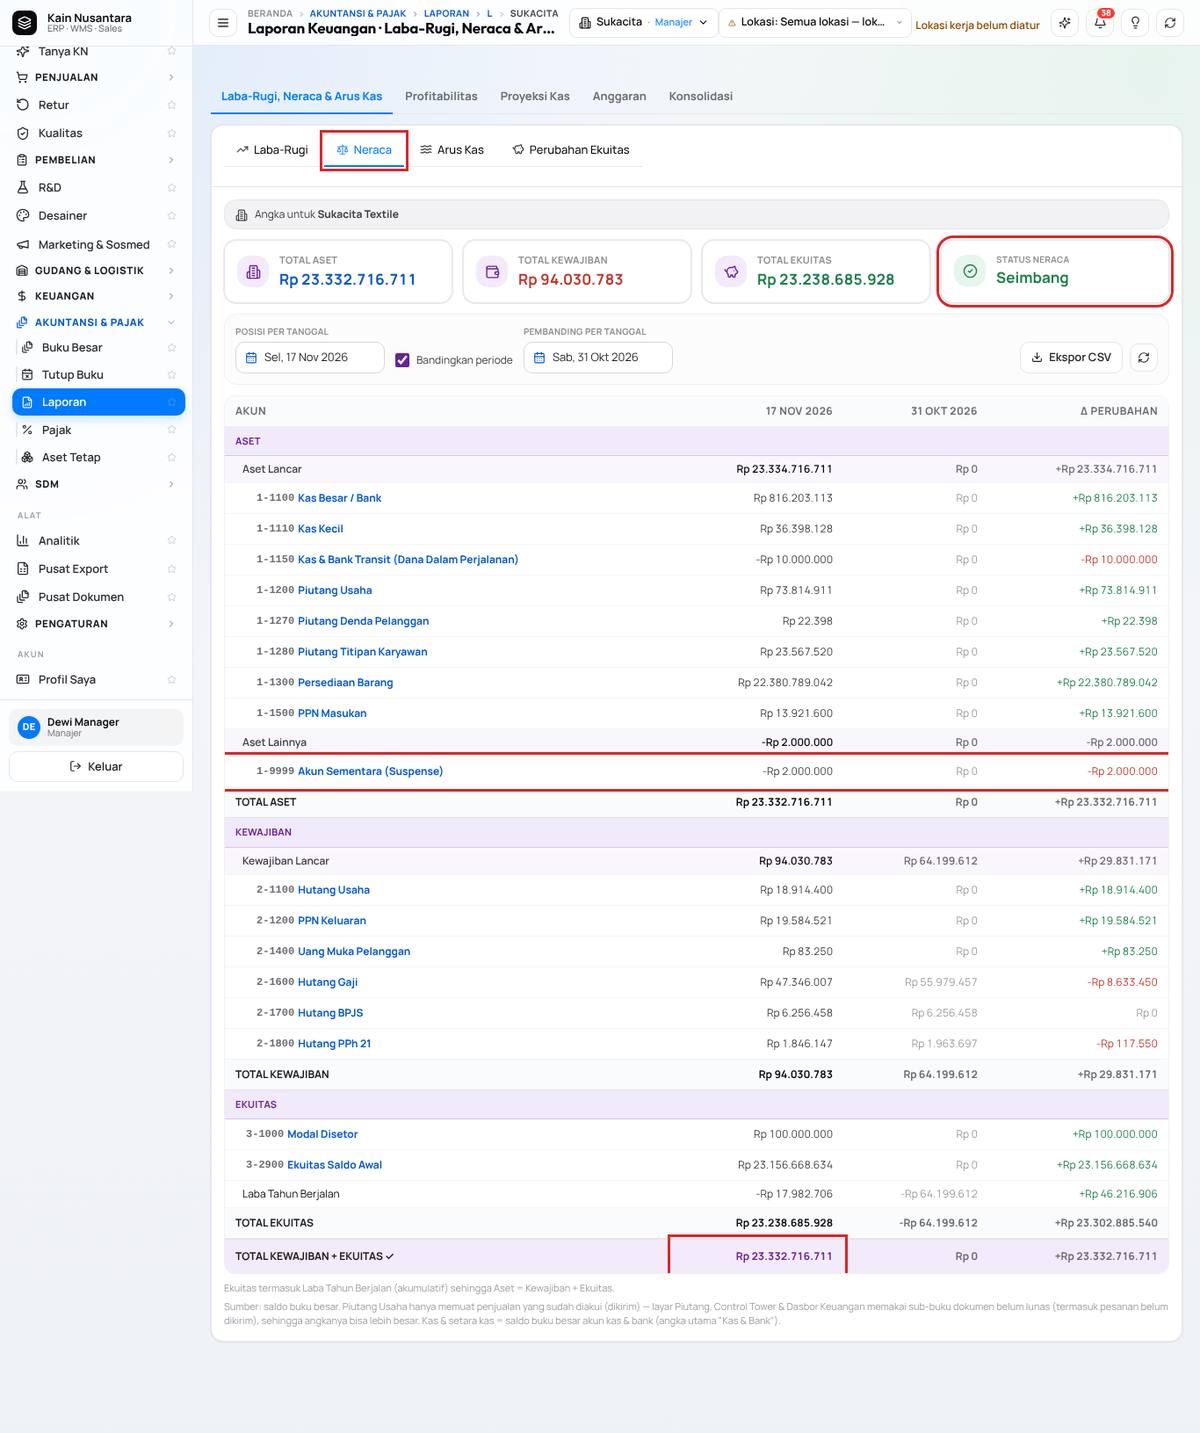 Kain Nusantara
ERP · WMS · Sales
Tanya KN
PENJUALAN
Retur
Kualitas
PEMBELIAN
R&D
Desainer
Marketing & Sosmed
GUDANG & LOGISTIK
KEUANGAN
AKUNTANSI & PAJAK
Buku Besar
Tutup Buku
Laporan
Pajak
Aset Tetap
SDM
ALAT
Analitik
Pusat Export
Pusat Dokumen
PENGATURAN
AKUN
Profil Saya
DE
Dewi Manager
Manajer
Keluar
BERANDA › AKUNTANSI & PAJAK › LAPORAN › L › SUKACITA
Laporan Keuangan · Laba-Rugi, Neraca & Ar...
Sukacita · Manajer
Lokasi: Semua lokasi — lok...
Lokasi kerja belum diatur
38
Laba-Rugi, Neraca & Arus Kas Profitabilitas Proyeksi Kas Anggaran Konsolidasi
Laba-Rugi Neraca Arus Kas Perubahan Ekuitas
Angka untuk Sukacita Textile
TOTAL ASET
Rp 23.332.716.711
TOTAL KEWAJIBAN
Rp 94.030.783
TOTAL EKUITAS
Rp 23.238.685.928
STATUS NERACA
Seimbang
POSISI PER TANGGAL
Sel, 17 Nov 2026
Bandingkan periode
PEMBANDING PER TANGGAL
Sab, 31 Okt 2026
Ekspor CSV
AKUN 17 NOV 2026 31 OKT 2026 Δ PERUBAHAN
ASET
Aset Lancar Rp 23.334.716.711 Rp 0 +Rp 23.334.716.711
1-1100 Kas Besar / Bank Rp 816.203.113 Rp 0 +Rp 816.203.113
1-1110 Kas Kecil Rp 36.398.128 Rp 0 +Rp 36.398.128
1-1150 Kas & Bank Transit (Dana Dalam Perjalanan) -Rp 10.000.000 Rp 0 -Rp 10.000.000
1-1200 Piutang Usaha Rp 73.814.911 Rp 0 +Rp 73.814.911
1-1270 Piutang Denda Pelanggan Rp 22.398 Rp 0 +Rp 22.398
1-1280 Piutang Titipan Karyawan Rp 23.567.520 Rp 0 +Rp 23.567.520
1-1300 Persediaan Barang Rp 22.380.789.042 Rp 0 +Rp 22.380.789.042
1-1500 PPN Masukan Rp 13.921.600 Rp 0 +Rp 13.921.600
Aset Lainnya -Rp 2.000.000 Rp 0 -Rp 2.000.000
1-9999 Akun Sementara (Suspense) -Rp 2.000.000 Rp 0 -Rp 2.000.000
TOTAL ASET Rp 23.332.716.711 Rp 0 +Rp 23.332.716.711
KEWAJIBAN
Kewajiban Lancar Rp 94.030.783 Rp 64.199.612 +Rp 29.831.171
2-1100 Hutang Usaha Rp 18.914.400 Rp 0 +Rp 18.914.400
2-1200 PPN Keluaran Rp 19.584.521 Rp 0 +Rp 19.584.521
2-1400 Uang Muka Pelanggan Rp 83.250 Rp 0 +Rp 83.250
2-1600 Hutang Gaji Rp 47.346.007 Rp 55.979.457 -Rp 8.633.450
2-1700 Hutang BPJS Rp 6.256.458 Rp 6.256.458 Rp 0
2-1800 Hutang PPh 21 Rp 1.846.147 Rp 1.963.697 -Rp 117.550
TOTAL KEWAJIBAN Rp 94.030.783 Rp 64.199.612 +Rp 29.831.171
EKUITAS
3-1000 Modal Disetor Rp 100.000.000 Rp 0 +Rp 100.000.000
3-2900 Ekuitas Saldo Awal Rp 23.156.668.634 Rp 0 +Rp 23.156.668.634
Laba Tahun Berjalan -Rp 17.982.706 -Rp 64.199.612 +Rp 46.216.906
TOTAL EKUITAS Rp 23.238.685.928 -Rp 64.199.612 +Rp 23.302.885.540
TOTAL KEWAJIBAN + EKUITAS ✓ Rp 23.332.716.711 Rp 0 +Rp 23.332.716.711
Ekuitas termasuk Laba Tahun Berjalan (akumulatif) sehingga Aset = Kewajiban + Ekuitas.
Sumber: saldo buku besar. Piutang Usaha hanya memuat penjualan yang sudah diakui (dikirim) — layar Piutang, Control Tower & Dasbor Keuangan memakai sub-buku dokumen belum lunas (termasuk pesanan belum
dikirim), sehingga angkanya bisa lebih besar. Kas & setara kas = saldo buku besar akun kas & bank (angka utama "Kas & Bank").